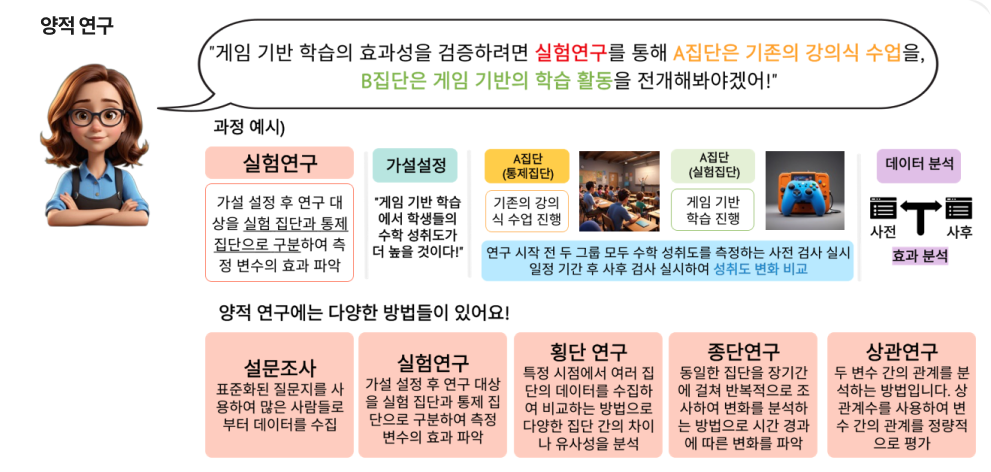 양적 연구
"게임 기반 학습의 효과성을 검증하려면 실험연구를 통해 A집단은 기존의 강의식 수업을,
B집단은 게임 기반의 학습 활동을 전개해봐야겠어!"
과정 예시)
실험연구
가설 설정 후 연구 대
상을 실험 집단과 통제
집단으로 구분하여 측
정 변수의 효과 파악
가설설정
"게임 기반 학습
에서 학생들의
수학 성취도가
더 높을 것이다!"
A집단
(통제집단)
기존의 강의
식 수업 진행
A집단
(실험집단)
게임 기반
학습 진행
연구 시작 전 두 그룹 모두 수학 성취도를 측정하는 사전 검사 실시
일정 기간 후 사후 검사 실시하여 성취도 변화 비교
데이터 분석
사전
사후
효과 분석
양적 연구에는 다양한 방법들이 있어요!
설문조사
표준화된 질문지를 사
용하여 많은 사람들로
부터 데이터를 수집
실험연구
가설 설정 후 연구 대상
을 실험 집단과 통제 집
단으로 구분하여 측정
변수의 효과 파악
횡단 연구
특정 시점에서 여러 집
단의 데이터를 수집하
여 비교하는 방법으로
다양한 집단 간의 차이
나 유사성을 분석
종단연구
동일한 집단을 장기간
에 걸쳐 반복적으로 조
사하여 변화를 분석하
는 방법으로 시간 경과
에 따른 변화를 파악
상관연구
두 변수 간의 관계를 분
석하는 방법입니다. 상
관계수를 사용하여 변
수 간의 관계를 정량적
으로 평가